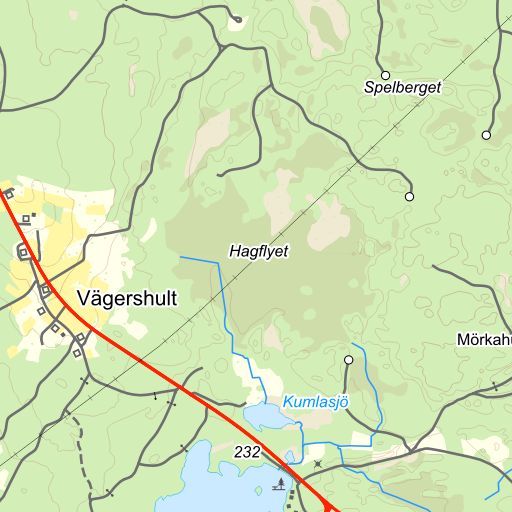 Spelberget
Hagflyet
Vägershult
Mörkahu
Kumlasjö
232